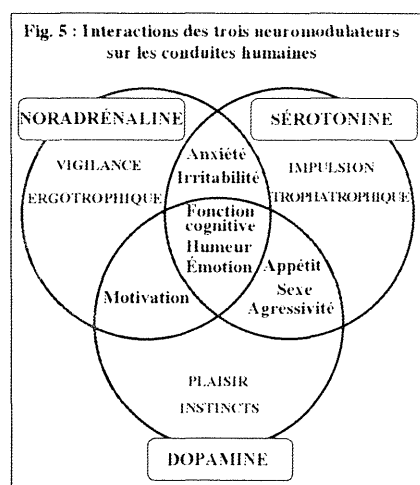 Fig. 5 : Interactions des trois neuromodulateurs
sur les conduites humaines
NORADRÉNALINE
SÉROTONINE
VIGILANCE
ERGOTROPHIQUE
Anxiété
Irritabilité
IMPULSION
TROPHATROPHIQUE
Fonction
cognitive
Humeur
Émotion
Motivation
Appétit
Sexe
Agressivité
PLAISIR
INSTINCTS
DOPAMINE